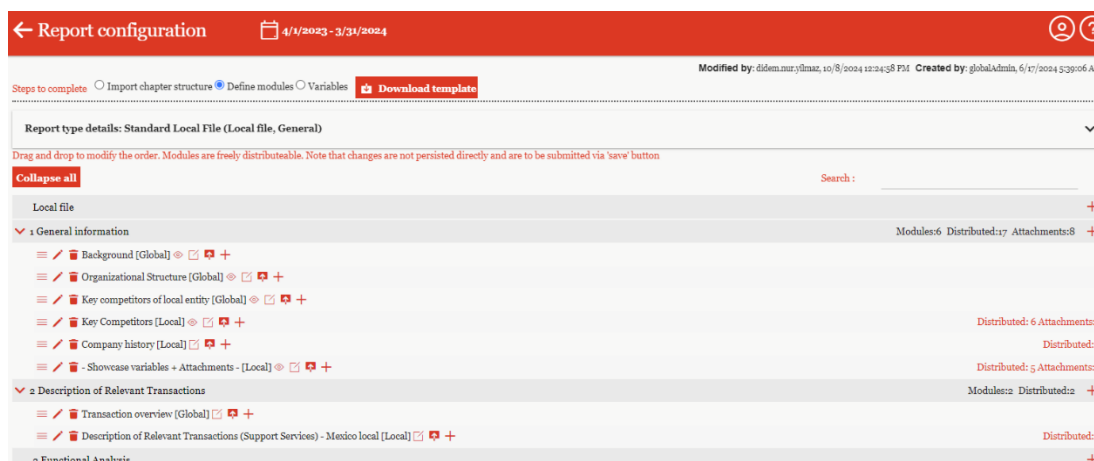 Report configuration 4/1/2023 - 3/31/2024
Modified by: didem.nur.yilmaz, 10/8/2024 12:24:58 PM Created by: globalAdmin, 6/17/2024 5:39:06 A
Steps to complete Import chapter structure Define modules Variables Download template
Report type details: Standard Local File (Local file, General)
Drag and drop to modify the order. Modules are freely distributeable. Note that changes are not persisted directly and are to be submitted via 'save' button
Collapse all Search :
Local file
1 General information Modules:6 Distributed:17 Attachments:8
Background [Global]
Organizational Structure [Global]
Key competitors of local entity [Global]
Key Competitors [Local] Distributed: 6 Attachments:
Company history [Local] Distributed:
- Showcase variables + Attachments - [Local] Distributed: 5 Attachments:
2 Description of Relevant Transactions Modules:2 Distributed:2
Transaction overview [Global]
Description of Relevant Transactions (Support Services) - Mexico local [Local] Distributed:
3 Functional Analysis